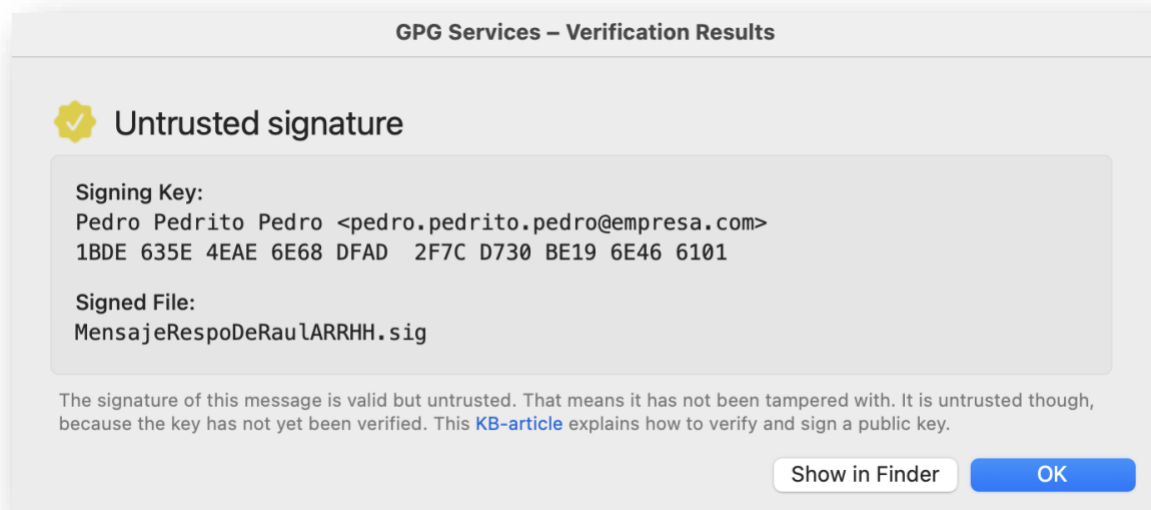 GPG Services – Verification Results
Untrusted signature
Signing Key:
Pedro Pedrito Pedro <pedro.pedrito.pedro@empresa.com>
1BDE 635E 4EAE 6E68 DFAD  2F7C D730 BE19 6E46 6101
Signed File:
MensajeRespoDeRaulARRHH.sig
The signature of this message is valid but untrusted. That means it has not been tampered with. It is untrusted though,
because the key has not yet been verified. This KB-article explains how to verify and sign a public key.
Show in Finder
OK